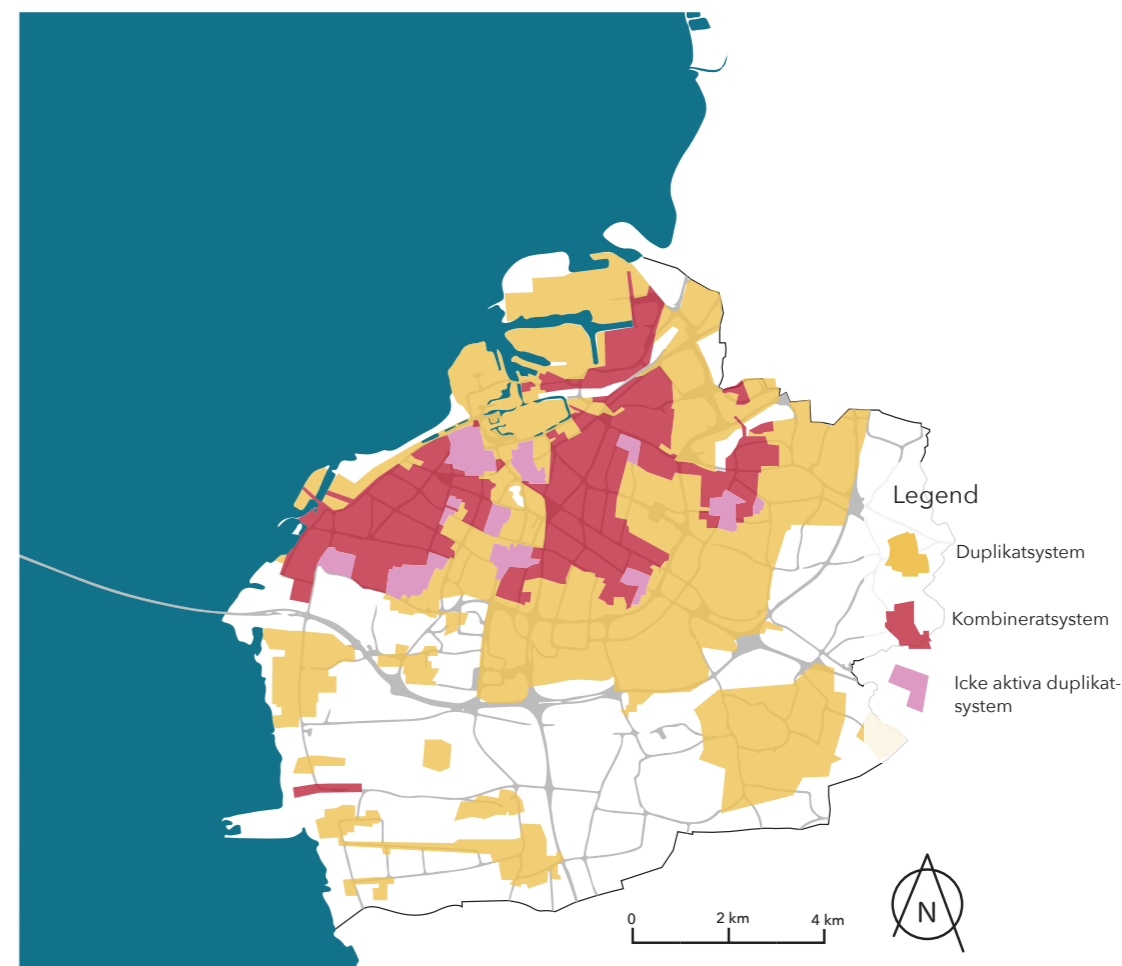 Legend
Duplikatsystem
Kombineratsystem
Icke aktiva duplikat-
system
0
2 km
4 km
N